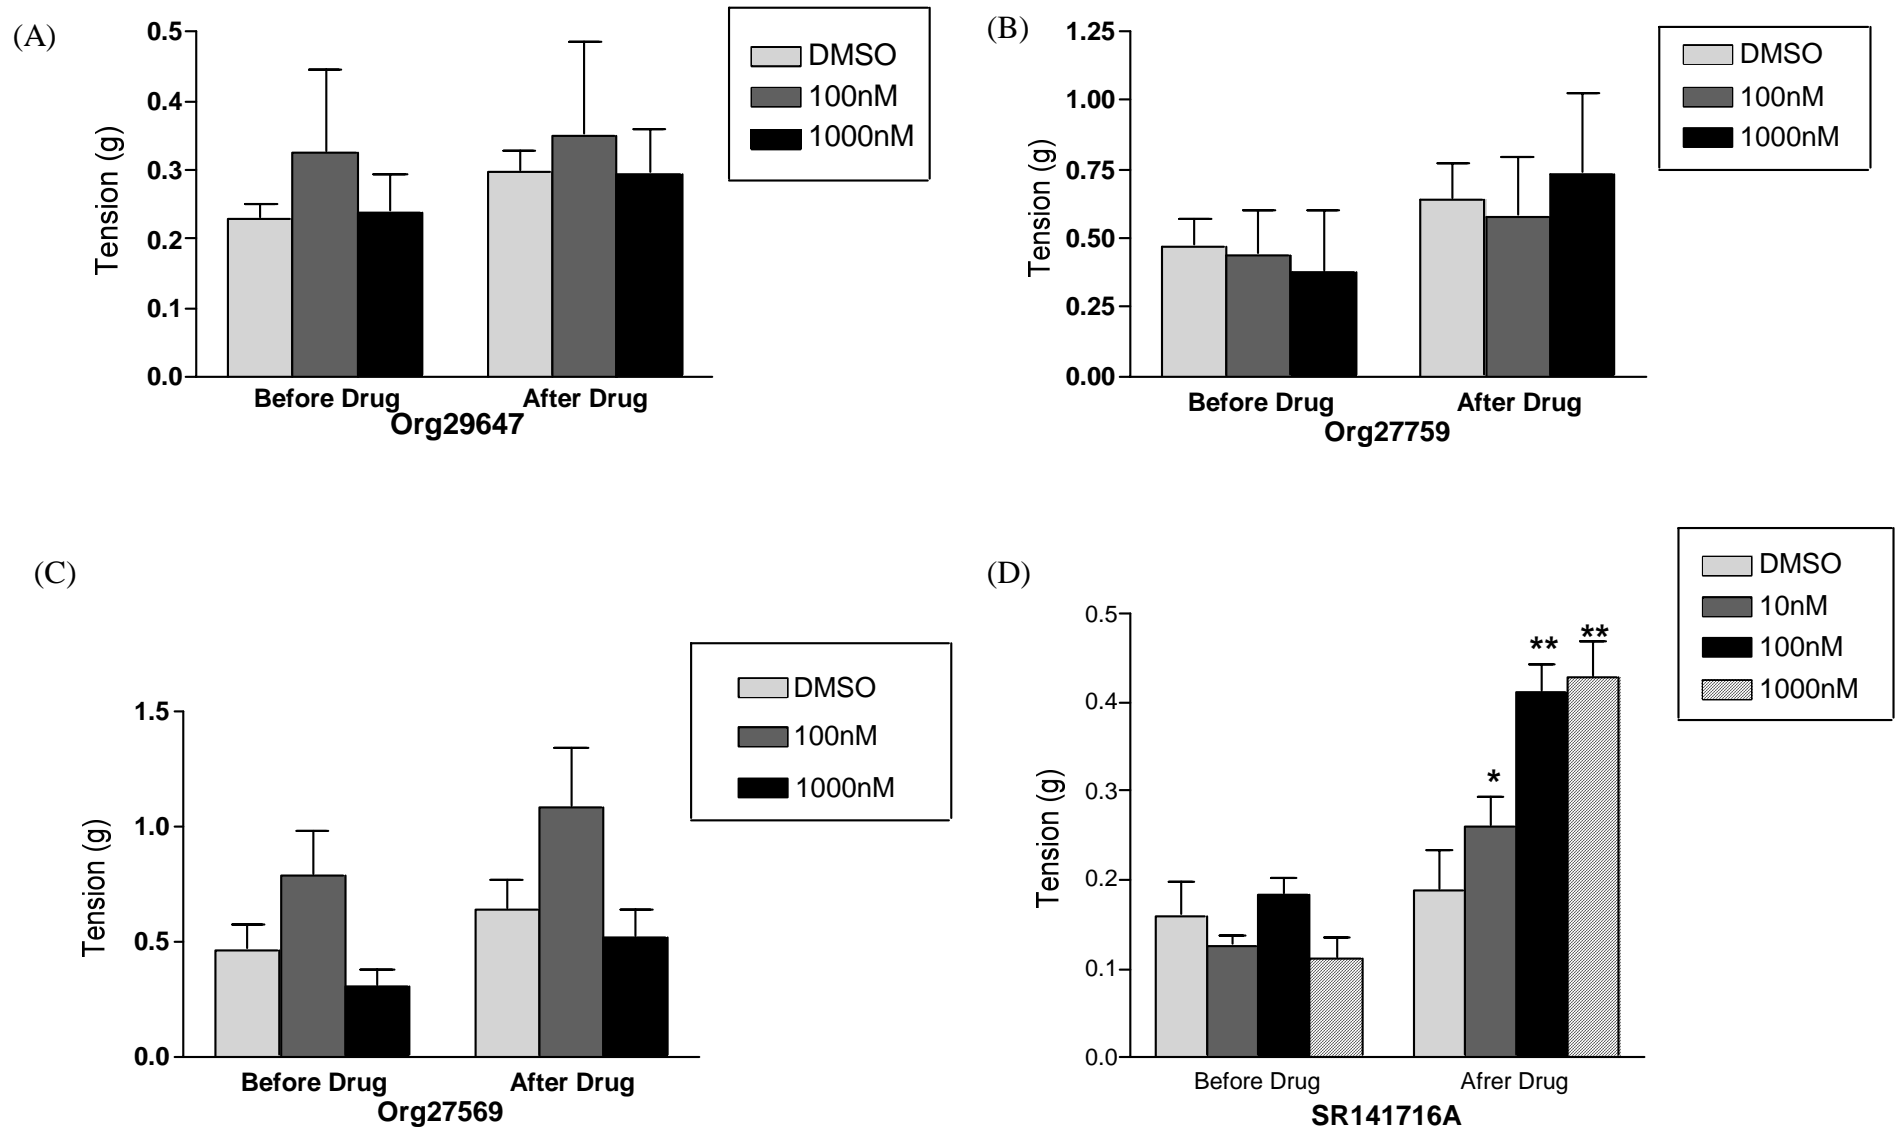 (A)
Tension (g)
0.5
0.4
0.3
0.2
0.1
0.0
Before Drug
After Drug
Org29647
DMSO
100nM
1000nM
(B)
Tension (g)
1.25
1.00
0.75
0.50
0.25
0.00
Before Drug
After Drug
Org27759
DMSO
100nM
1000nM
(C)
Tension (g)
1.5
1.0
0.5
0.0
Before Drug
After Drug
Org27569
DMSO
100nM
1000nM
(D)
Tension (g)
0.5
0.4
0.3
0.2
0.1
0.0
*
**
**
Before Drug
Afrer Drug
SR141716A
DMSO
10nM
100nM
1000nM